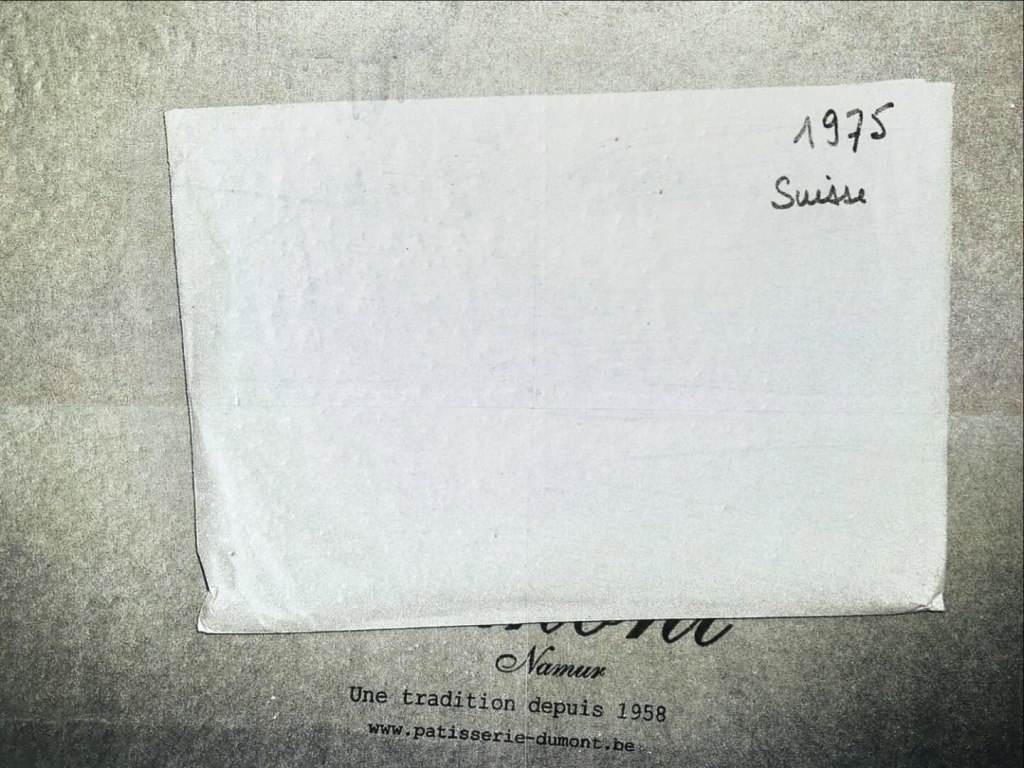 1975
Suisse
Namur
Une tradition depuis 1958
www.patisserie-dumont.be